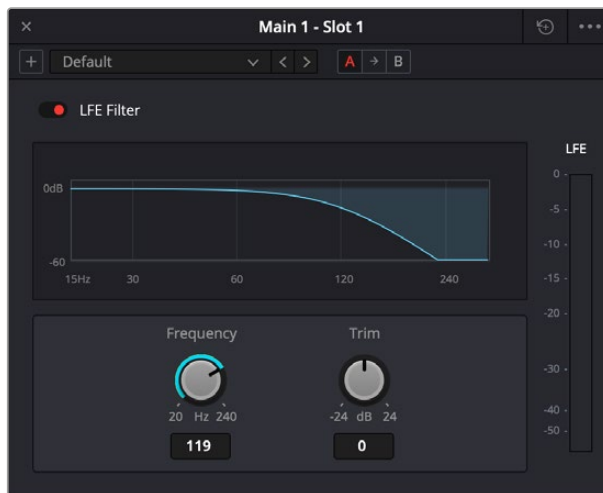 Main 1 - Slot 1
Default
A
B
LFE Filter
LFE
0dB
-60
15Hz 30 60 120 240
0 -
-5 -
-10 -
-15 -
-20 -
-30 -
-40 -
-50 -
Frequency Trim
20 Hz 240 -24 dB 24
119 0